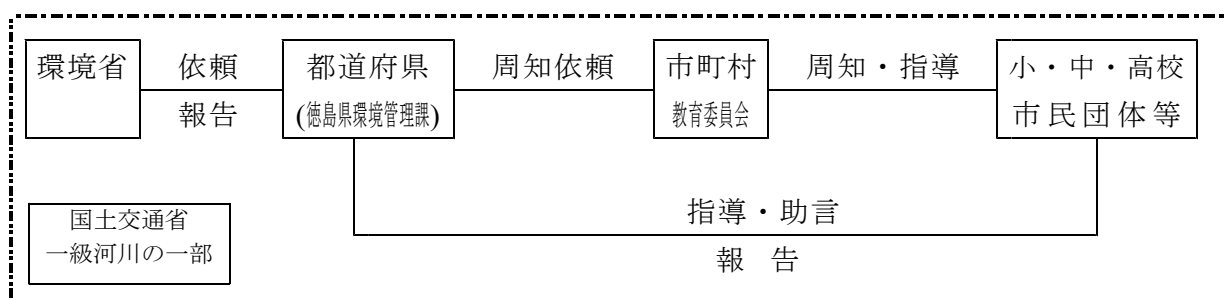 環境省 依頼 都道府県 周知依頼 市町村 周知・指導 小・中・高校
報告 (徳島県環境管理課) 教育委員会 市民団体等
国土交通省 指導・助言
一級河川の一部 報 告